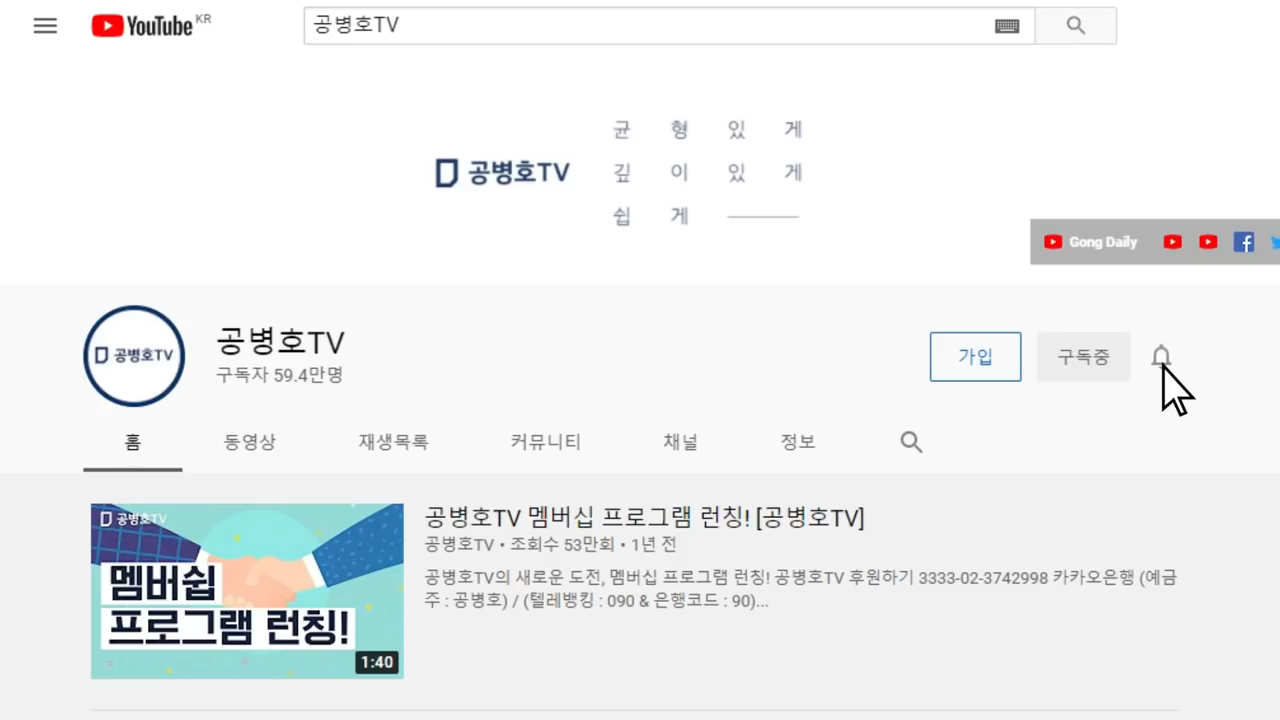 YouTube KR
공병호TV
균 형 있 게
공병호TV
깊 이 있 게
쉽 게
Gong Daily
공병호TV
공병호TV
구독자 59.4만명
가입
구독중
홈
동영상
재생목록
커뮤니티
채널
정보
공병호TV
멤버쉽
프로그램 런칭!
1:40
공병호TV 멤버십 프로그램 런칭! [공병호TV]
공병호TV • 조회수 53만회 • 1년 전
공병호TV의 새로운 도전, 멤버십 프로그램 런칭! 공병호TV 후원하기 3333-02-3742998 카카오은행 (예금
주 : 공병호) / (텔레뱅킹 : 090 & 은행코드 : 90)...